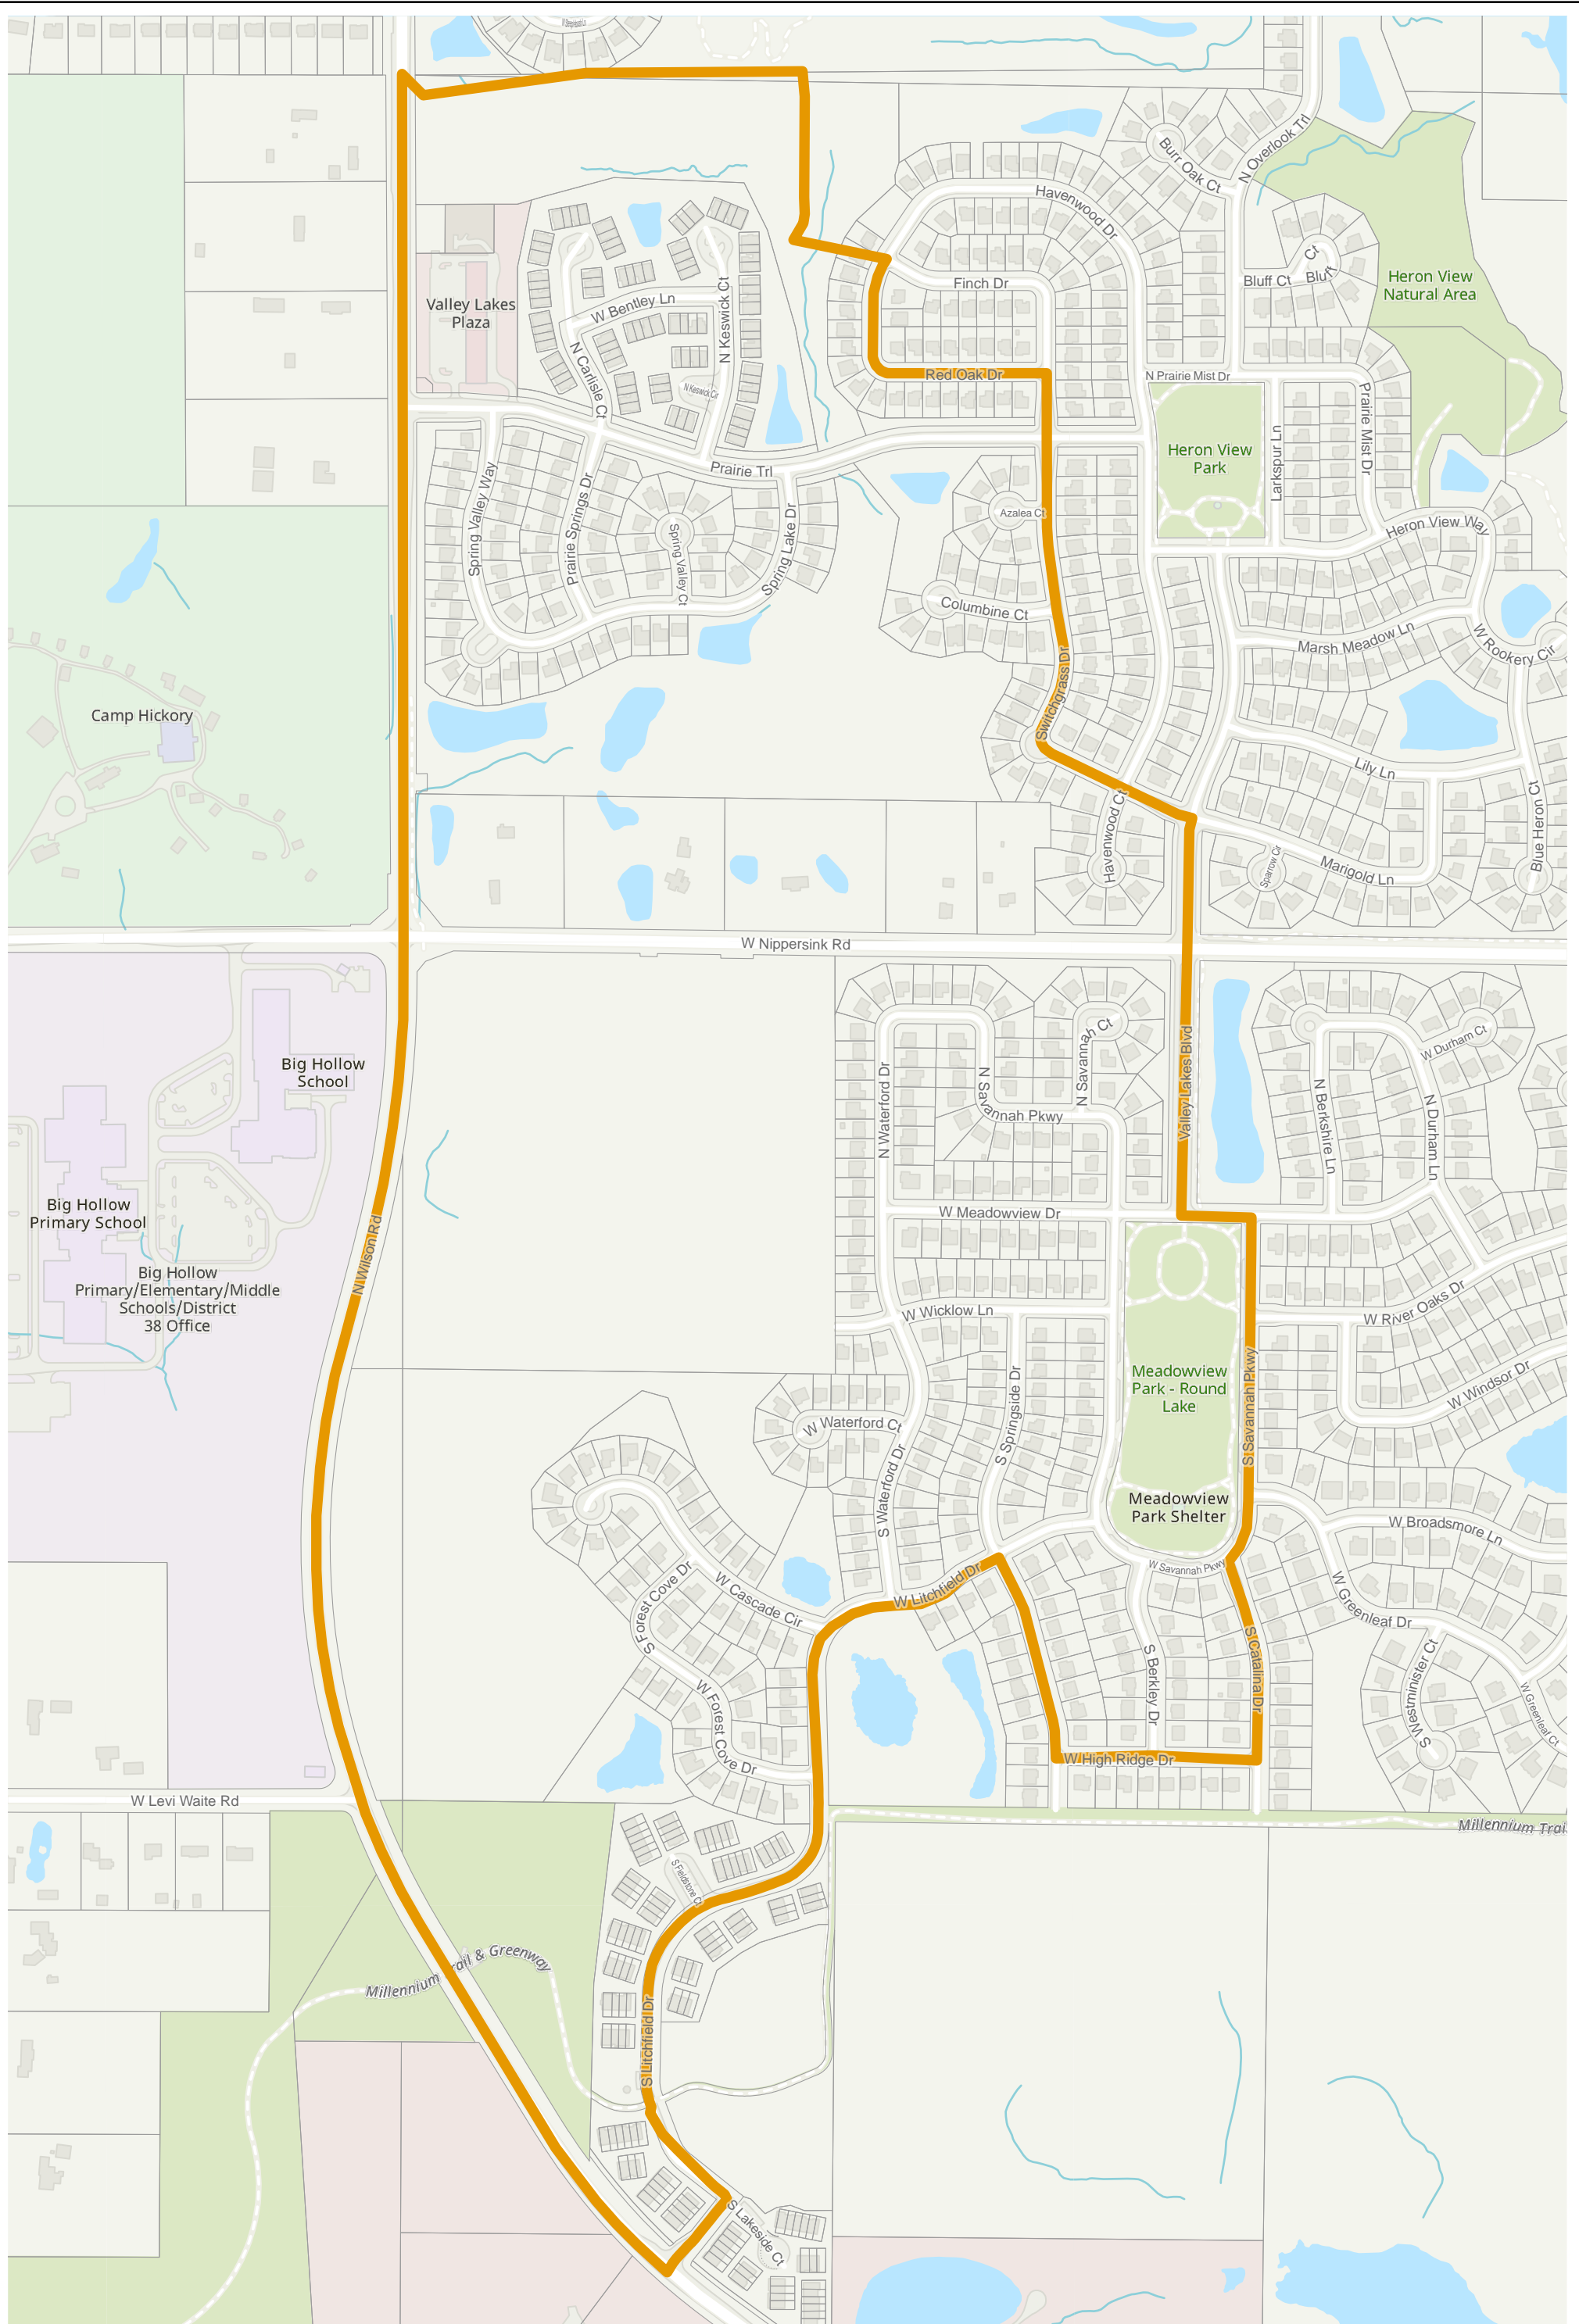 Burr Oak Ct
N Overlook Trl
Havenwood Dr
Bluff Ct
Ct
Bluff
Heron View
Natural Area
Finch Dr
Valley Lakes
Plaza
W Bentley Ln
N Keswick Ct
N Carlisle Ct
N Keswick Cir
Red Oak Dr
N Prairie Mist Dr
Prairie Mist Dr
Larkspur Ln
Heron View
Park
Prairie Trl
Spring Valley Way
Prairie Springs Dr
Spring Valley Ct
Spring Lake Dr
Azalea Ct
Heron View Way
Columbine Ct
Marsh Meadow Ln
W Rookery Cir
Switchgrass Dr
Camp Hickory
Lily Ln
Havenwood Ct
Sparrow Cir
Marigold Ln
Blue Heron Ct
W Nippersink Rd
Big Hollow
School
N Waterford Dr
N Savannah Pkwy
N Savannah Ct
Valley Lakes Blvd
N Berkshire Ln
W Durham Ct
N Durham Ln
Big Hollow
Primary School
W Meadowview Dr
N Wilson Rd
Big Hollow
Primary/Elementary/Middle
Schools/District
38 Office
W Wicklow Ln
W River Oaks Dr
Meadowview
Park - Round
Lake
S Savannah Pkwy
W Windsor Dr
W Waterford Ct
S Springside Dr
S Waterford Dr
Meadowview
Park Shelter
W Broadsmore Ln
W Savannah Pkwy
W Litchfield Dr
W Cascade Cir
S Forest Cove Dr
W Greenleaf Dr
S Berkley Dr
S Catalina Dr
S Westminister Ct
W Greenleaf Ct
W Forest Cove Dr
W High Ridge Dr
W Levi Waite Rd
Millennium Trai
S Fieldstone Ct
Millennium Trail & Greenway
S Litchfield Dr
S Lakeside Ct